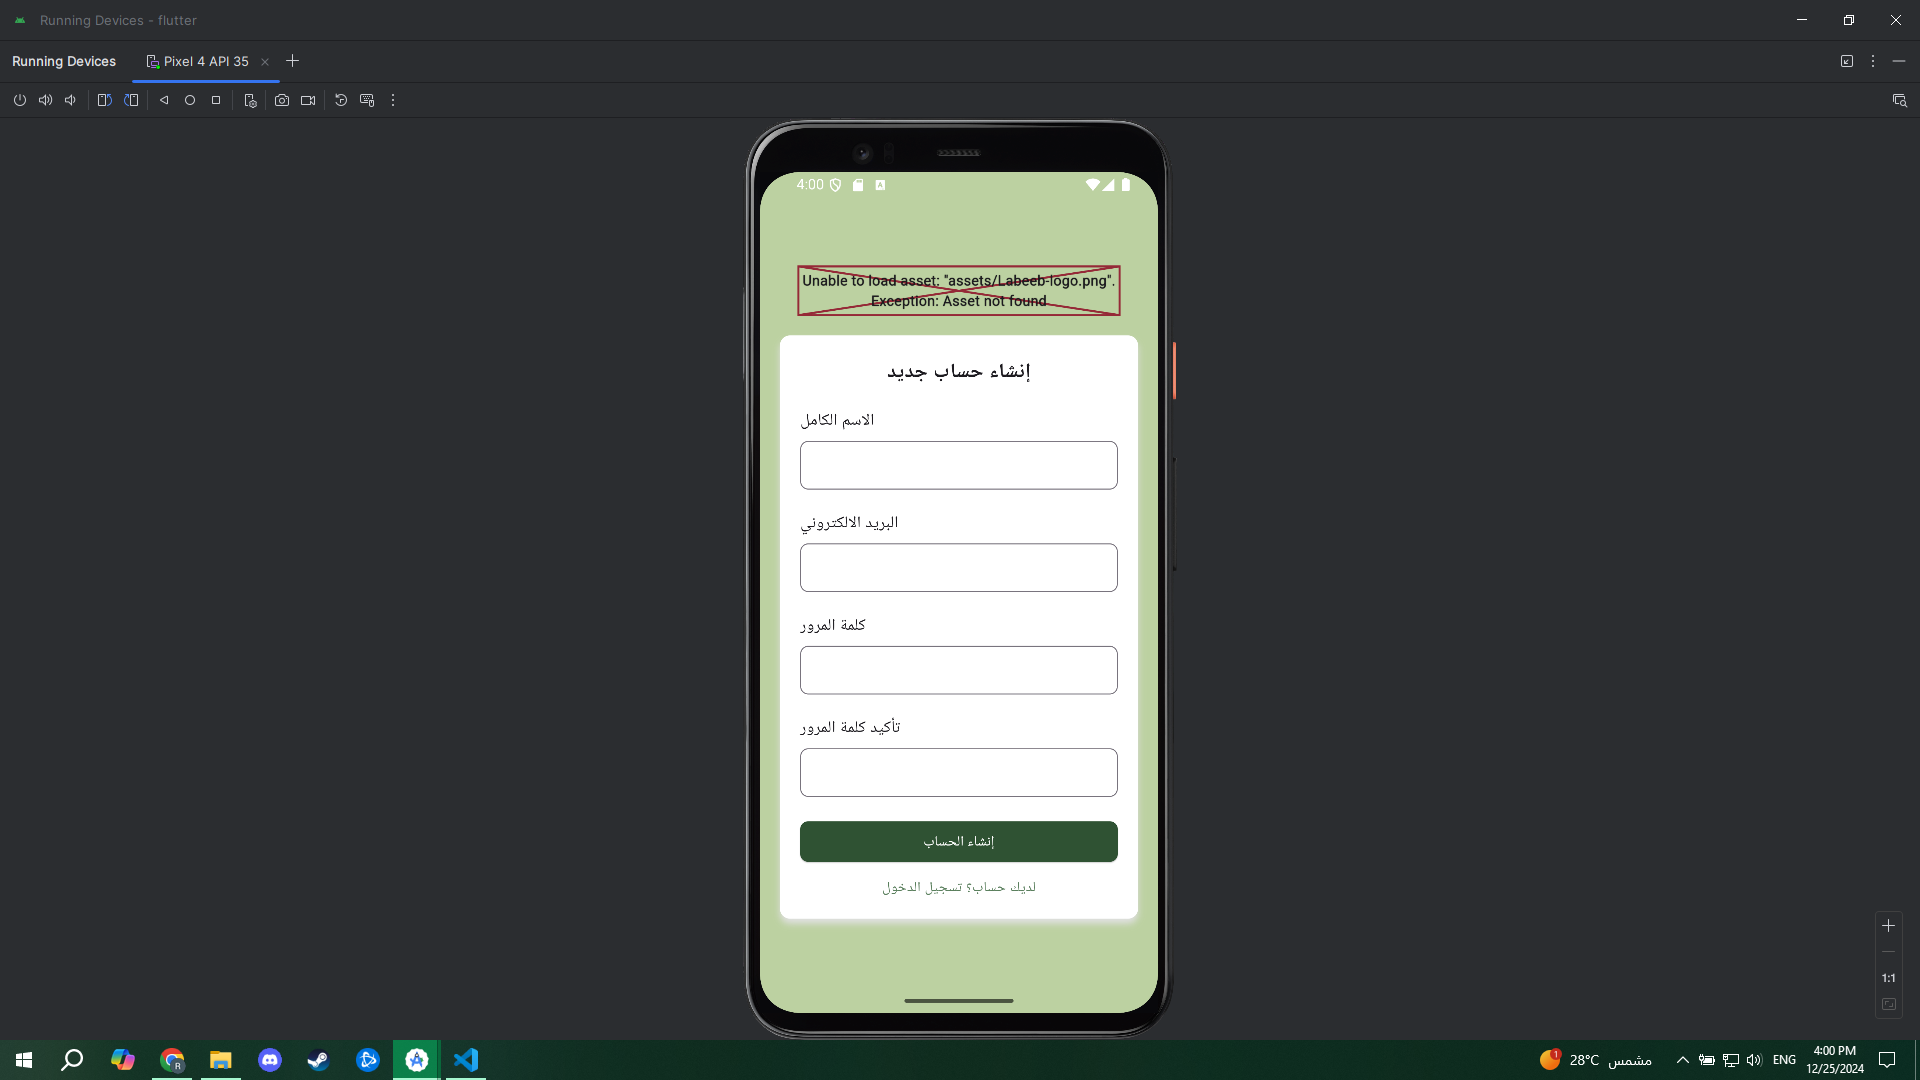 Running Devices - flutter
Running Devices
Pixel 4 API 35
4:00
Unable to load asset: "assets/Labeeb-logo.png".
Exception: Asset not found
إنشاء حساب جديد
الاسم الكامل
البريد الالكتروني
كلمة المرور
تأكيد كلمة المرور
إنشاء الحساب
لديك حساب؟ تسجيل الدخول
1:1
1
28°C مشمس
ENG
4:00 PM
12/25/2024